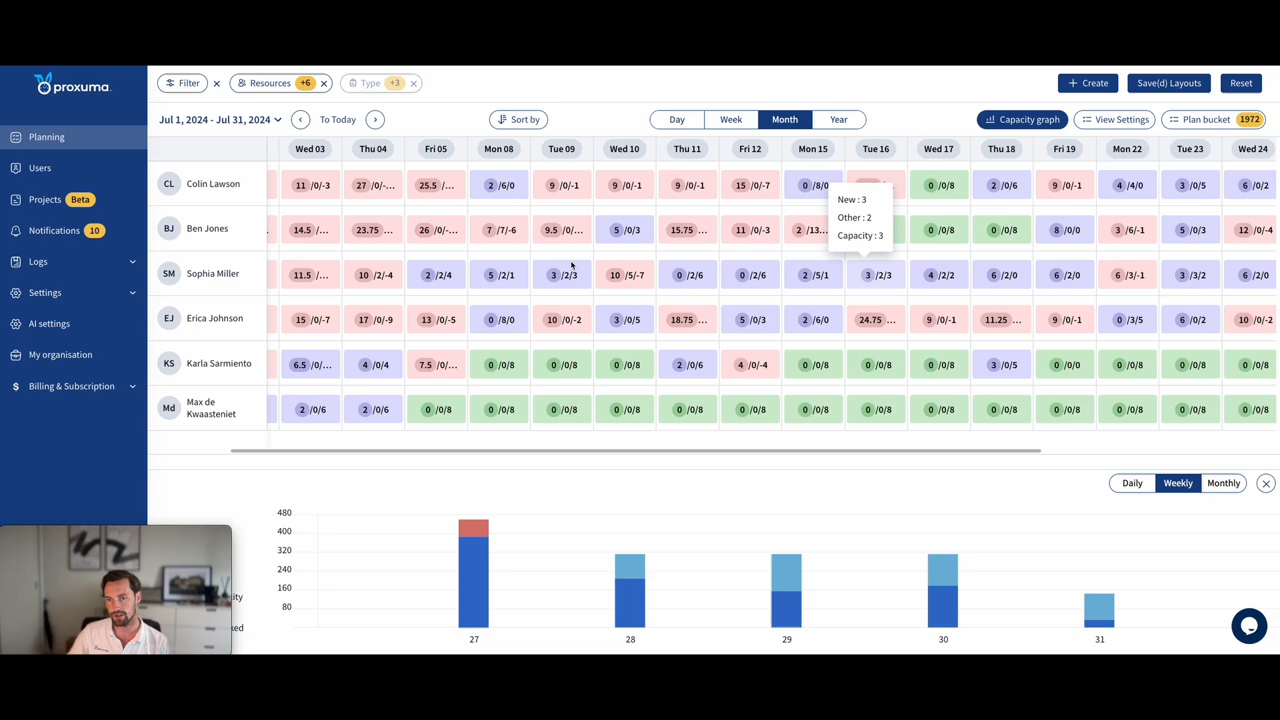 proxuma.
Filter
Resources +6
Type +3
Create
Save(d) Layouts
Reset
Jul 1, 2024 - Jul 31, 2024
To Today
Sort by
Day Week Month Year
Capacity graph
View Settings
Plan bucket 1972
Planning
Users
Projects Beta
Notifications 10
Logs
Settings
AI settings
My organisation
$ Billing & Subscription
Wed 03 Thu 04 Fri 05 Mon 08 Tue 09 Wed 10 Thu 11 Fri 12 Mon 15 Tue 16 Wed 17 Thu 18 Fri 19 Mon 22 Tue 23 Wed 24
CL Colin Lawson 11 /0/-3 27 /0/-... 25.5 /... 2 /6/0 9 /0/-1 9 /0/-1 9 /0/-1 15 /0/-7 0 /8/0 0 /0/8 2 /0/6 9 /0/-1 4 /4/0 3 /0/5 6 /0/2
BJ Ben Jones 14.5 /... 23.75 ... 26 /0/-... 7 /7/-6 9.5 /0/... 5 /0/3 15.75 ... 11 /0/-3 2 /13... 0 /0/8 0 /0/8 8 /0/0 3 /6/0 5 /0/3 12 /0/-4
SM Sophia Miller 11.5 /... 10 /2/-4 2 /2/4 5 /2/1 3 /2/3 10 /5/-7 0 /2/6 0 /2/6 2 /5/1 3 /2/3 4 /2/2 6 /2/0 6 /2/0 6 /3/-1 3 /3/2 6 /2/0
EJ Erica Johnson 15 /0/-7 17 /0/-9 13 /0/-5 0 /8/0 10 /0/-2 3 /0/5 18.75 ... 5 /0/3 2 /6/0 24.75 ... 9 /0/-1 11.25 ... 9 /0/-1 0 /3/5 6 /0/2 10 /0/-2
KS Karla Sarmiento 6.5 /0/... 4 /0/4 7.5 /0/... 0 /0/8 0 /0/8 0 /0/8 2 /0/6 12 /0/-4 0 /0/8 0 /0/8 0 /0/8 3 /0/5 0 /0/0 0 /0/8 0 /0/8 0 /0/8
Md Max de
Kwaasteniet 2 /0/6 2 /0/6 0 /0/8 0 /0/8 0 /0/8 0 /0/8 0 /0/8 0 /0/8 0 /0/8 0 /0/8 0 /0/8 0 /0/8 0 /0/8 0 /0/8 0 /0/8 0 /0/8
New : 3
Other : 2
Capacity : 3
Daily Weekly Monthly
480
400
320
240
160
80
27 28 29 30 31